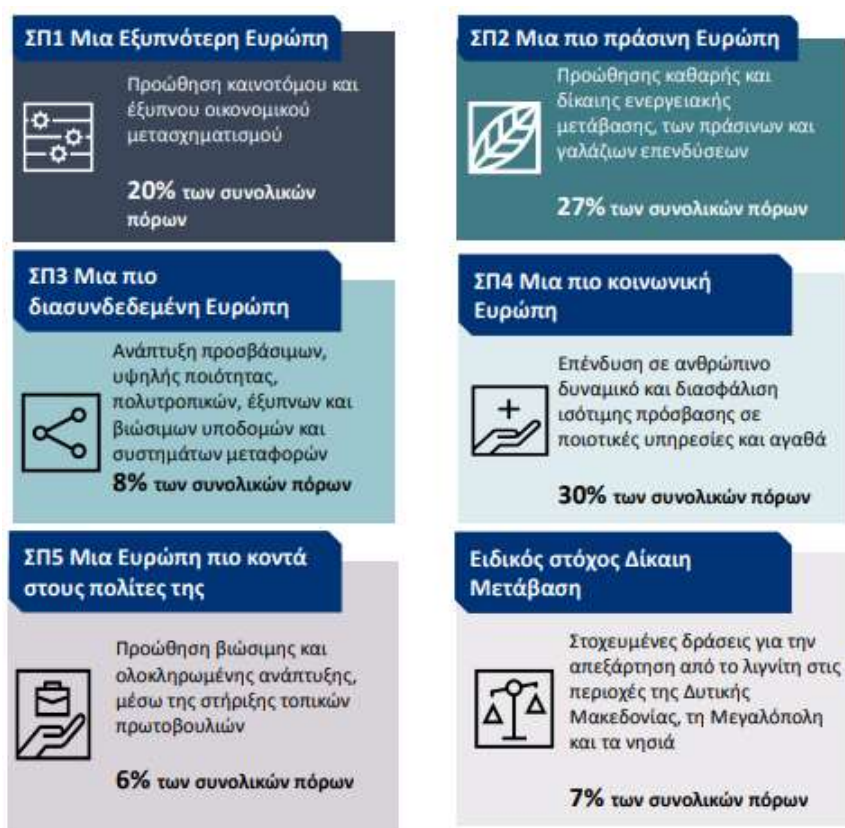 ΣΠ1 Μια Εξυπνότερη Ευρώπη
Προώθηση καινοτόμου και
έξυπνου οικονομικού
μετασχηματισμού
20% των συνολικών
πόρων
ΣΠ2 Μια πιο πράσινη Ευρώπη
Προώθησης καθαρής και
δίκαιης ενεργειακής
μετάβασης, των πράσινων και
γαλάζιων επενδύσεων
27% των συνολικών πόρων
ΣΠ3 Μια πιο
διασυνδεδεμένη Ευρώπη
Ανάπτυξη προσβάσιμων,
υψηλής ποιότητας,
πολυτροπικών, έξυπνων και
βιώσιμων υποδομών και
συστημάτων μεταφορών
8% των συνολικών πόρων
ΣΠ4 Μια πιο κοινωνική
Ευρώπη
Επένδυση σε ανθρώπινο
δυναμικό και διασφάλιση
ισότιμης πρόσβασης σε
ποιοτικές υπηρεσίες και αγαθά
30% των συνολικών πόρων
ΣΠ5 Μια Ευρώπη πιο κοντά
στους πολίτες της
Προώθηση βιώσιμης και
ολοκληρωμένης ανάπτυξης,
μέσω της στήριξης τοπικών
πρωτοβουλιών
6% των συνολικών πόρων
Ειδικός στόχος Δίκαιη
Μετάβαση
Στοχευμένες δράσεις για την
απεξάρτηση από το λιγνίτη στις
περιοχές της Δυτικής
Μακεδονίας, τη Μεγαλόπολη
και τα νησιά
7% των συνολικών πόρων